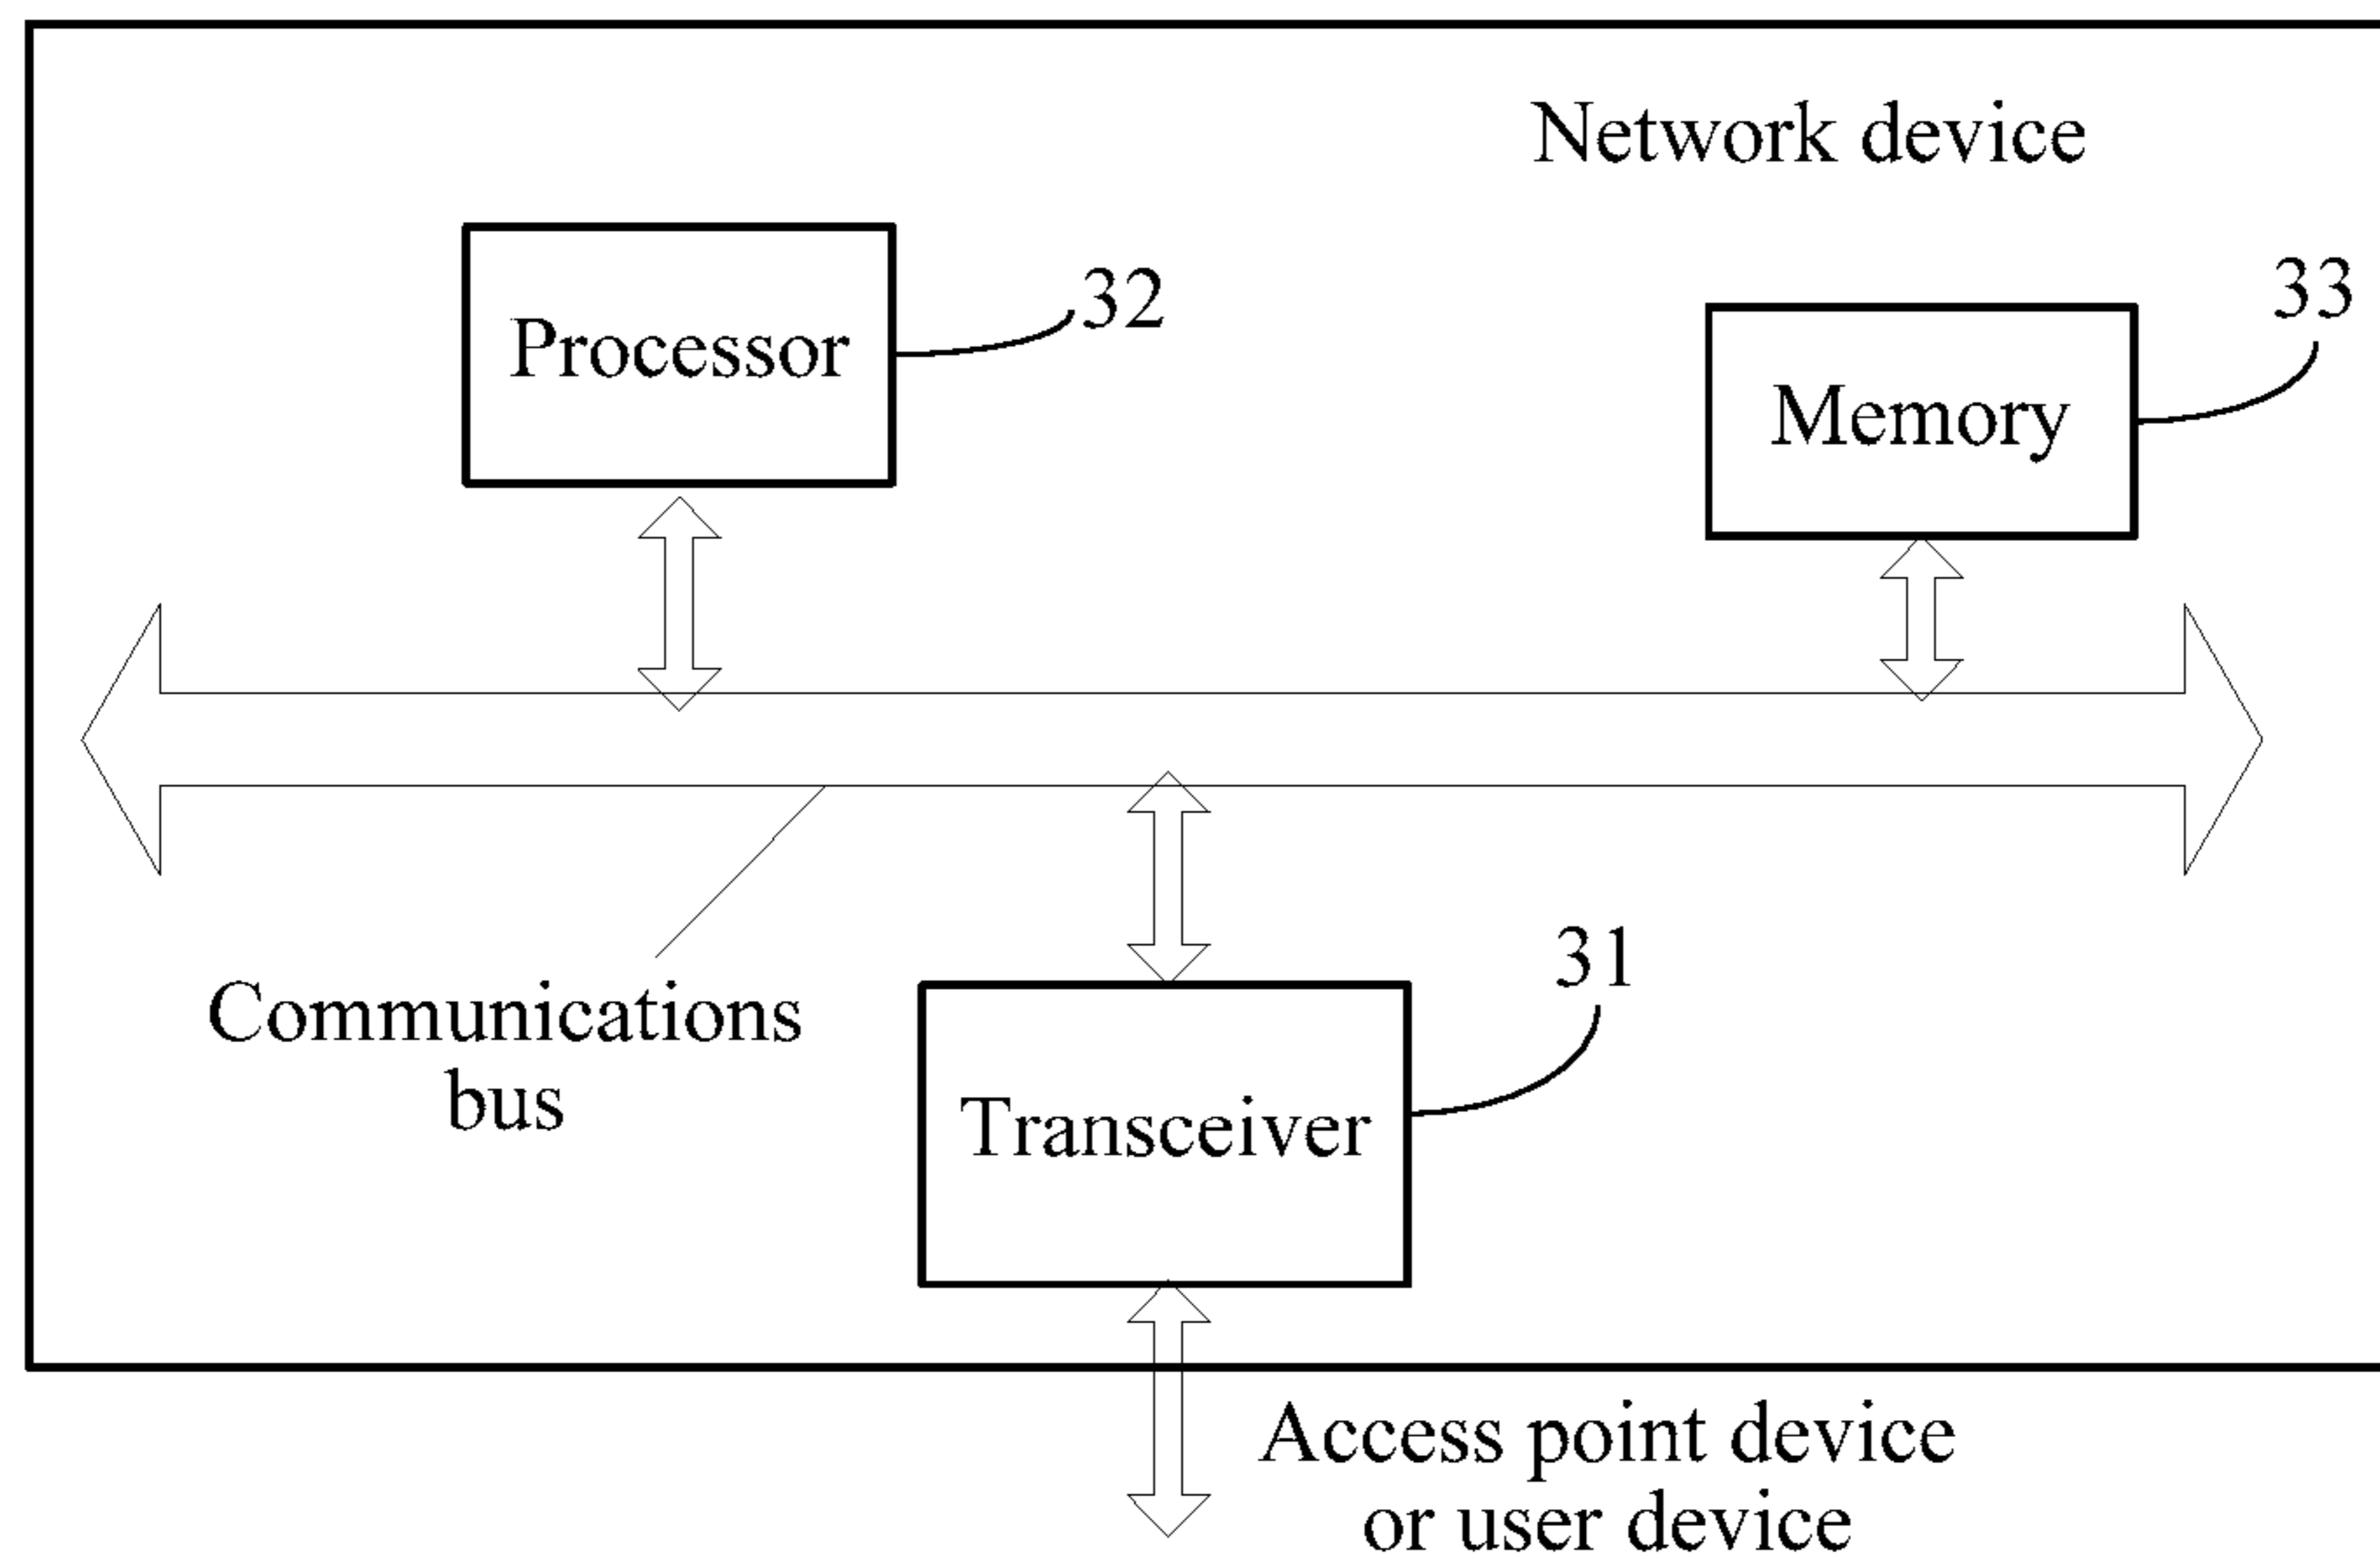 Network device
32
33
Processor
Memory
31
Communications
bus
Transceiver
Access point device
or user device